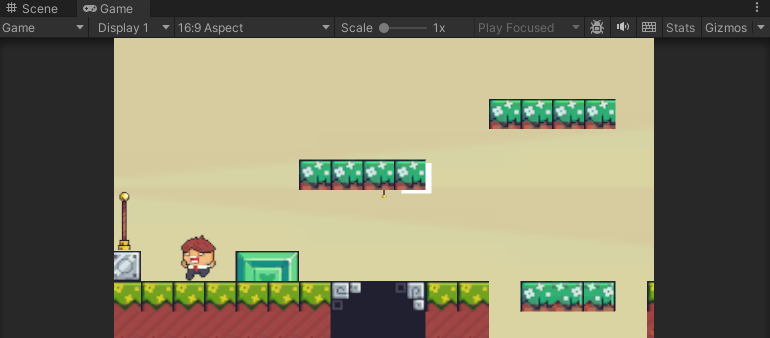 Scene Game
Game Display 1 16:9 Aspect Scale 1x Play Focused Stats Gizmos